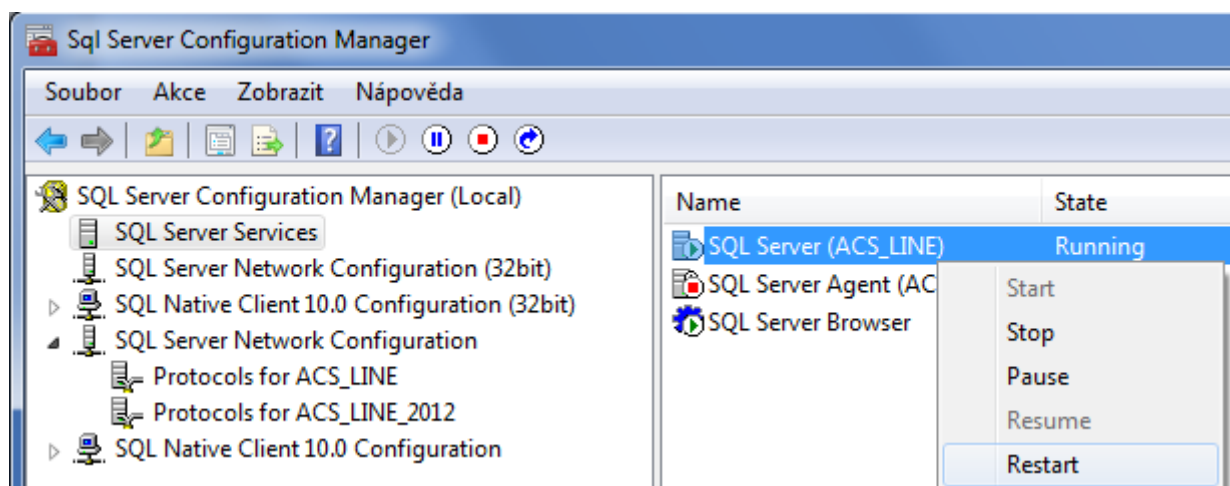 Sql Server Configuration Manager
Soubor Akce Zobrazit Nápověda
SQL Server Configuration Manager (Local)
SQL Server Services
SQL Server Network Configuration (32bit)
SQL Native Client 10.0 Configuration (32bit)
SQL Server Network Configuration
Protocols for ACS_LINE
Protocols for ACS_LINE_2012
SQL Native Client 10.0 Configuration
Name State
SQL Server (ACS_LINE) Running
SQL Server Agent (AC
SQL Server Browser
Start
Stop
Pause
Resume
Restart